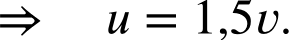 ⇒ u = 1,5v.